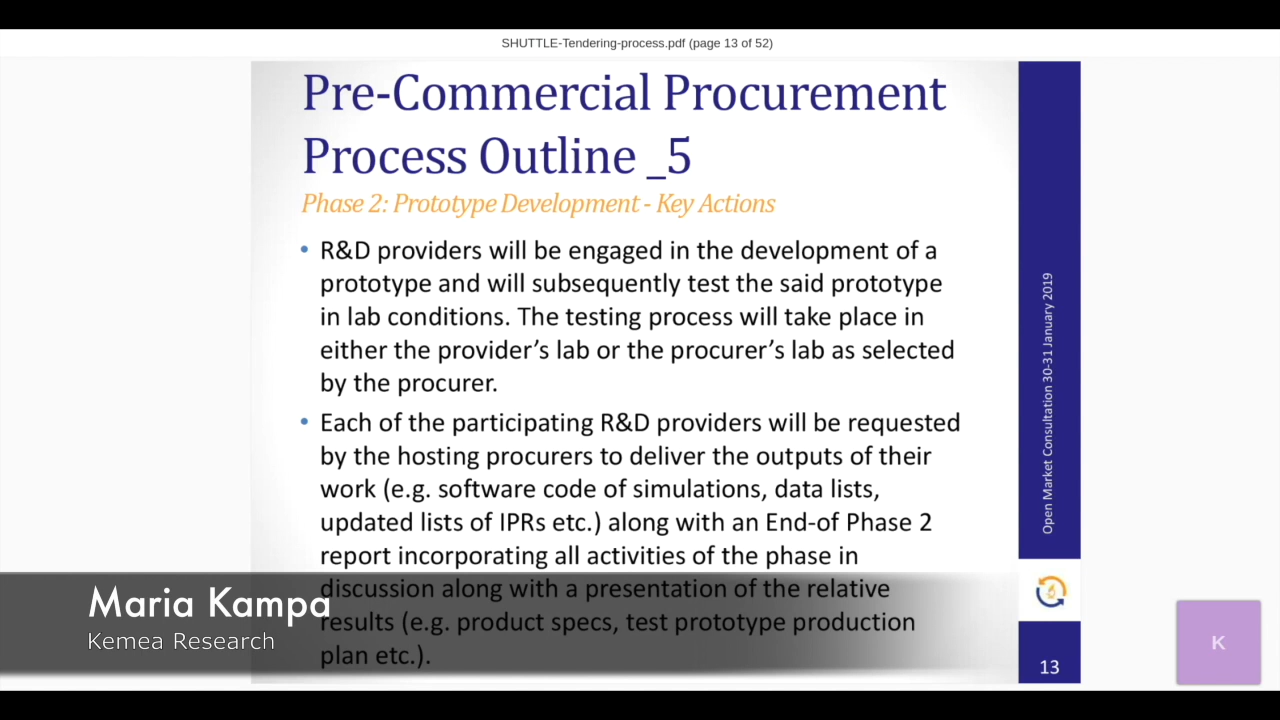 SHUTTLE-Tendering-process.pdf (page 13 of 52)
Pre-Commercial Procurement
Process Outline _5
Phase 2: Prototype Development - Key Actions
• R&D providers will be engaged in the development of a
prototype and will subsequently test the said prototype
in lab conditions. The testing process will take place in
either the provider’s lab or the procurer’s lab as selected
by the procurer.
• Each of the participating R&D providers will be requested
by the hosting procurers to deliver the outputs of their
work (e.g. software code of simulations, data lists,
updated lists of IPRs etc.) along with an End-of Phase 2
report incorporating all activities of the phase in
discussion along with a presentation of the relative
results (e.g. product specs, test prototype production
plan etc.).
Open Market Consultation 30-31 January 2019
13
Maria Kampa
Kemea Research
K